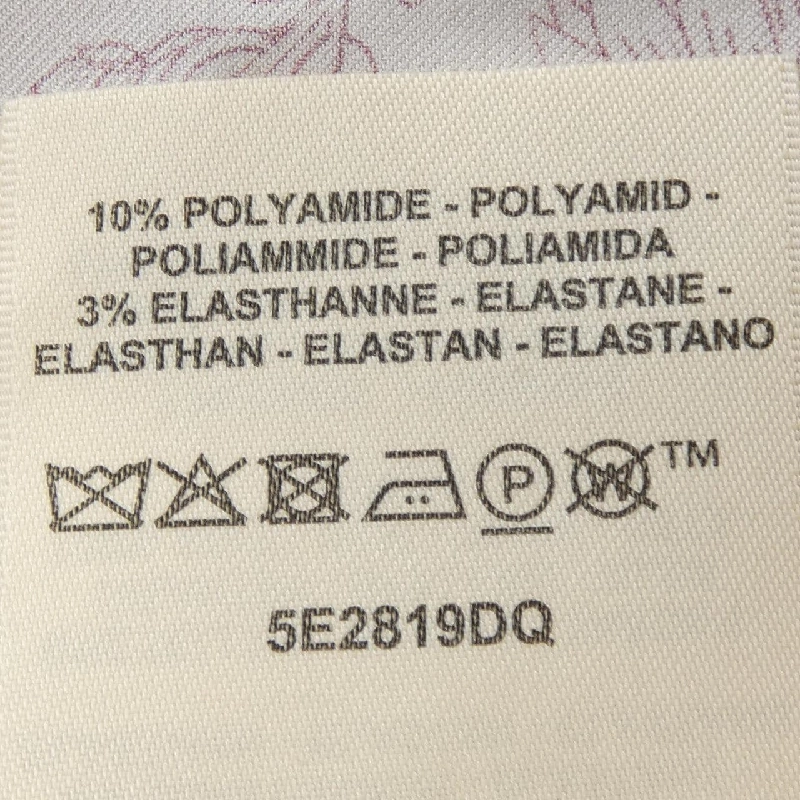 10% POLYAMIDE - POLYAMID -
POLIAMMIDE - POLIAMIDA
3% ELASTHANNE - ELASTANE -
ELASTHAN - ELASTAN - ELASTANO
P W TM
5E2819DQ